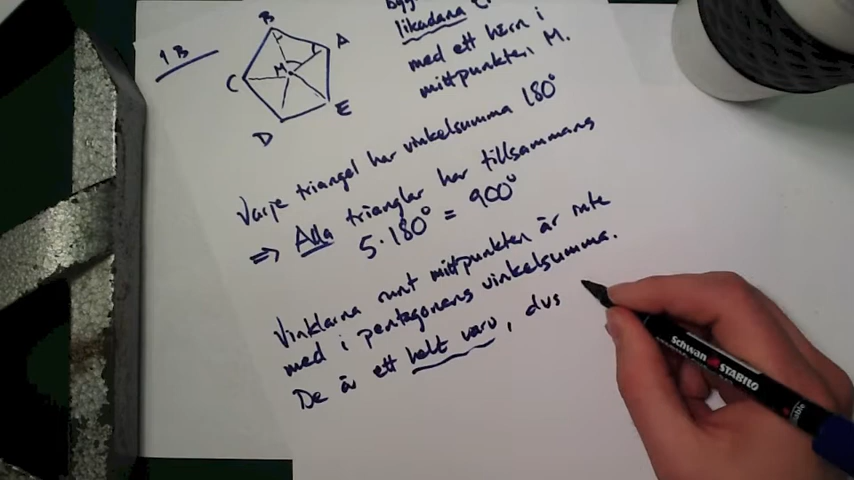 1B
B
A
M
C
E
D
likadana
med ett hörn i
mittpunkten M.
Varje triangel har vinkelsumma 180°
⇒ Alla trianglar har tillsammans
5·180° = 900°
Vinklarna runt mittpunkten är inte
med i pentagonens vinkelsumma.
De är ett helt varv, dvs
Schwan STABILO